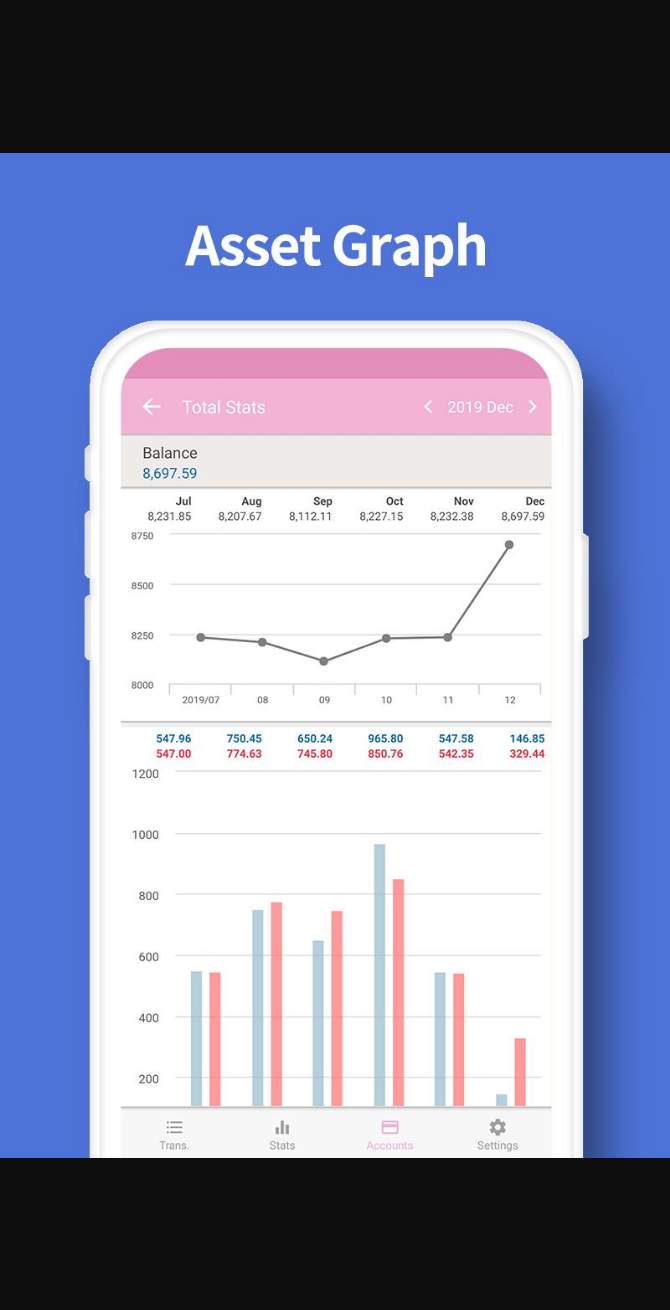 Asset Graph
Total Stats
2019 Dec
Balance
8,697.59
Jul Aug Sep Oct Nov Dec
8,231.85 8,207.67 8,112.11 8,227.15 8,232.38 8,697.59
8750
8500
8250
8000
2019/07 08 09 10 11 12
547.96 750.45 650.24 965.80 547.58 146.85
547.00 774.63 745.80 850.76 542.35 329.44
1200
1000
800
600
400
200
Trans. Stats Accounts Settings